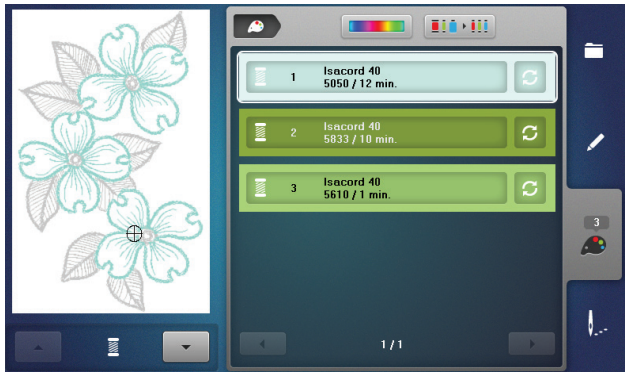 1 Isacord 40
5050 / 12 min.
2 Isacord 40
5833 / 10 min.
3 Isacord 40
5610 / 1 min.
3
1 / 1